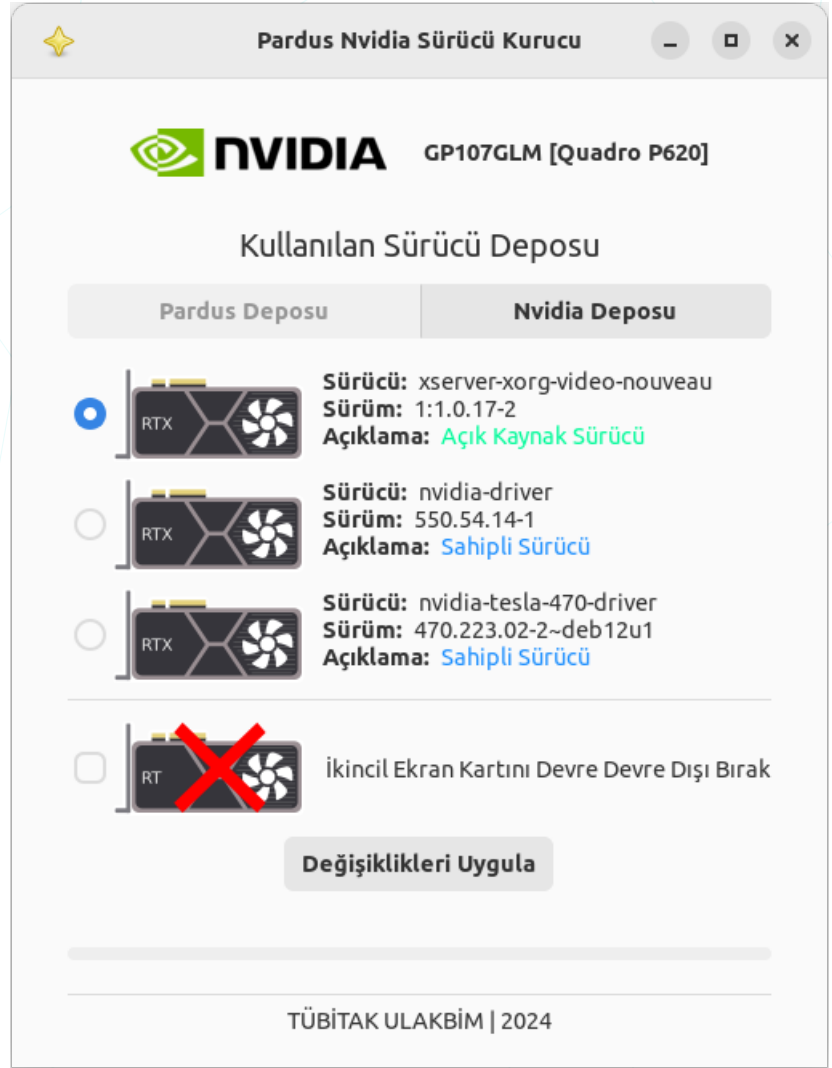 Pardus Nvidia Sürücü Kurucu
NVIDIA GP107GLM [Quadro P620]
Kullanılan Sürücü Deposu
Pardus Deposu
Nvidia Deposu
RTX
Sürücü: xserver-xorg-video-nouveau
Sürüm: 1:1.0.17-2
Açıklama: Açık Kaynak Sürücü
RTX
Sürücü: nvidia-driver
Sürüm: 550.54.14-1
Açıklama: Sahipli Sürücü
RTX
Sürücü: nvidia-tesla-470-driver
Sürüm: 470.223.02-2~deb12u1
Açıklama: Sahipli Sürücü
RT
İkincil Ekran Kartını Devre Devre Dışı Bırak
Değişiklikleri Uygula
TÜBİTAK ULAKBİM | 2024